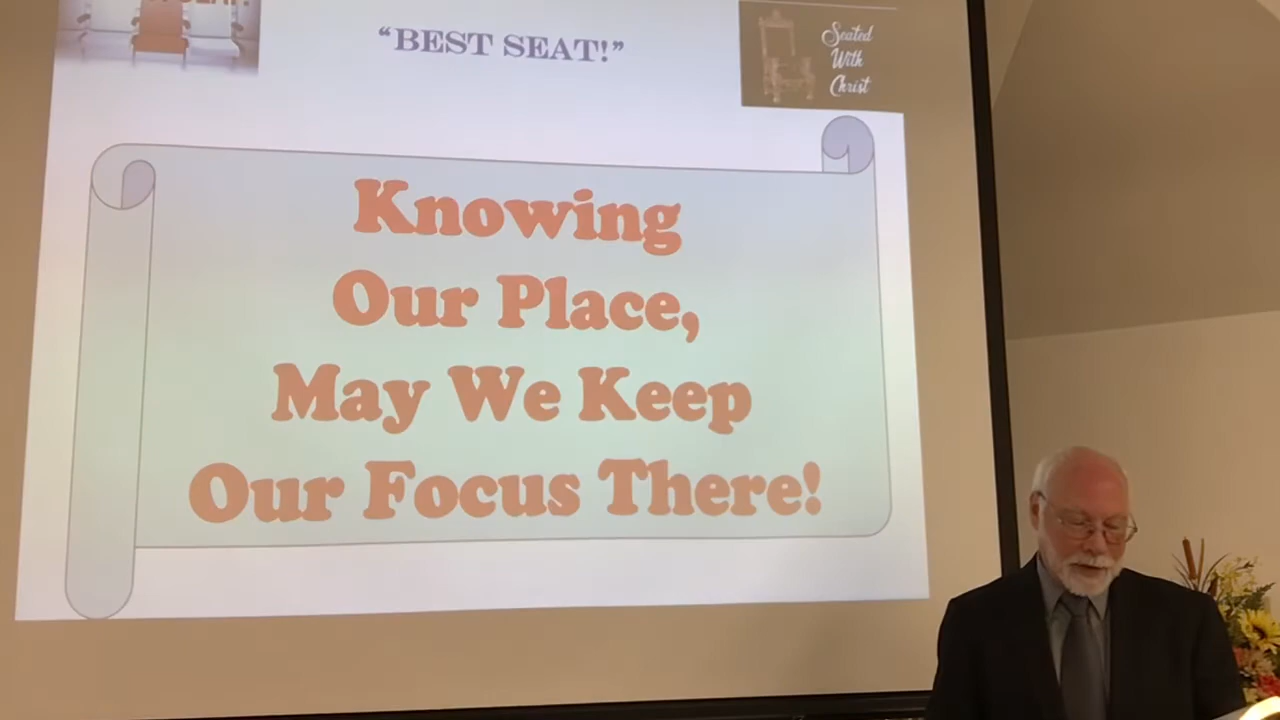 "BEST SEAT!"
Seated
With
Christ
Knowing
Our Place,
May We Keep
Our Focus There!